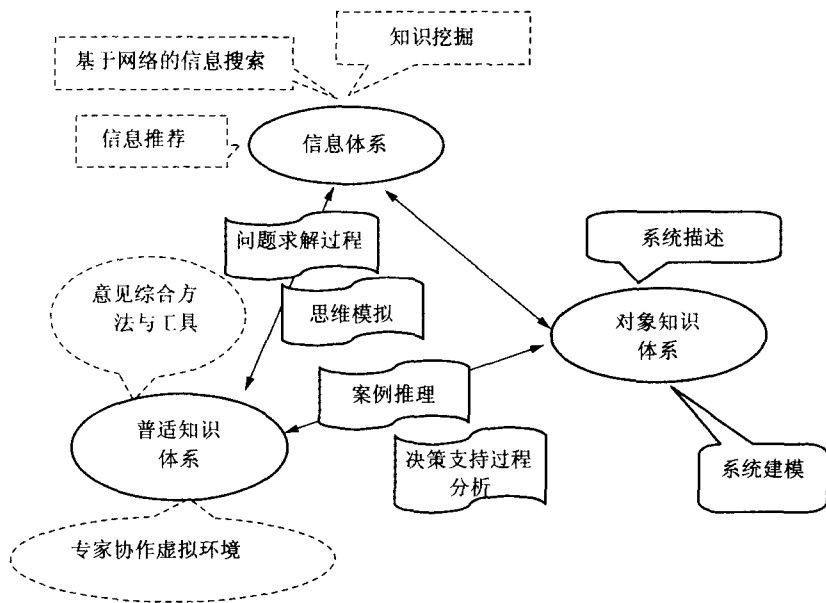 知识挖掘
基于网络的信息搜索
信息推荐
信息体系
问题求解过程
系统描述
意见综合方
法与工具
思维模拟
对象知识
体系
案例推理
普适知识
体系
决策支持过程
分析
系统建模
专家协作虚拟环境